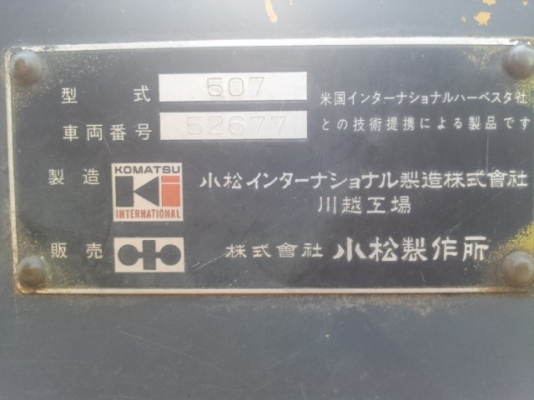 型式 507
米国インターナショナルハーベスタ社
車両番号 52677
との技術提携による製品です
製造 KOMATSU
INTERNATIONAL
小松インターナショナル製造株式會社
川越工場
販売 株式會社 小松製作所